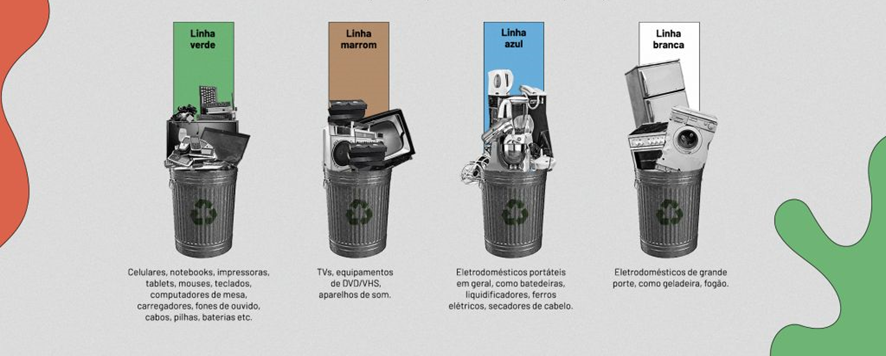 Linha
verde
Linha
marrom
Linha
azul
Linha
branca
Celulares, notebooks, impressoras,
tablets, mouses, teclados,
computadores de mesa,
carregadores, fones de ouvido,
cabos, pilhas, baterias etc.
TVs, equipamentos
de DVD/VHS,
aparelhos de som.
Eletrodomésticos portáteis
em geral, como batedeiras,
liquidificadores, ferros
elétricos, secadores de cabelo.
Eletrodomésticos de grande
porte, como geladeira, fogão.